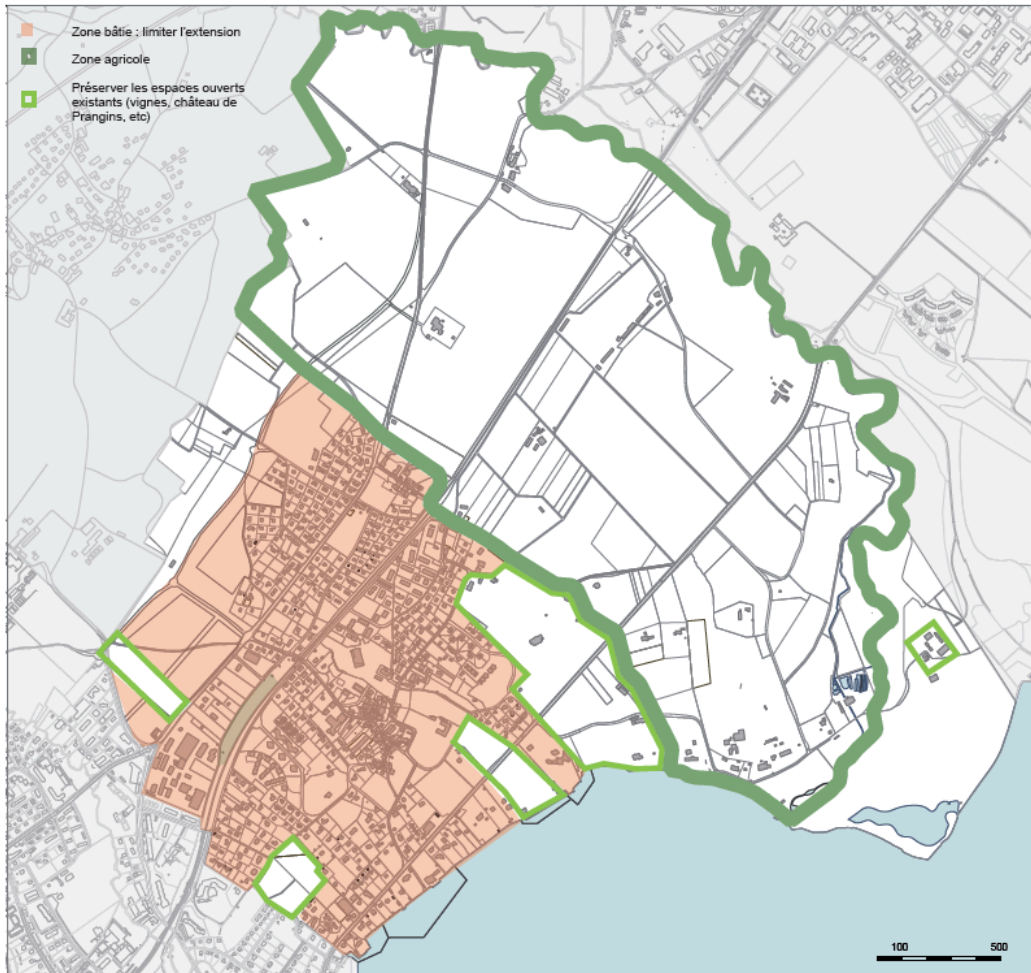 Zone bâtie : limiter l'extension
Zone agricole
Préserver les espaces ouverts
existants (vignes, château de
Prangins, etc)
100 500